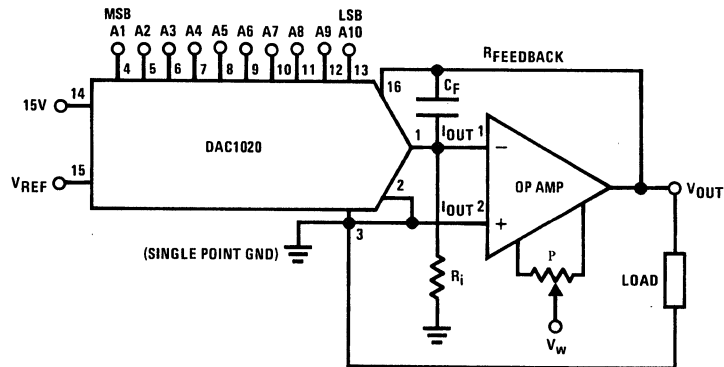 MSB LSB
A1 A2 A3 A4 A5 A6 A7 A8 A9 A10
4 5 6 7 8 9 10 11 12 13
RFEEDBACK
16
CF
15V 14
1 IOUT 1
DAC1020
OP AMP
VREF 15
2
IOUT 2
VOUT
3
(SINGLE POINT GND)
Ri
P
LOAD
VW
− +